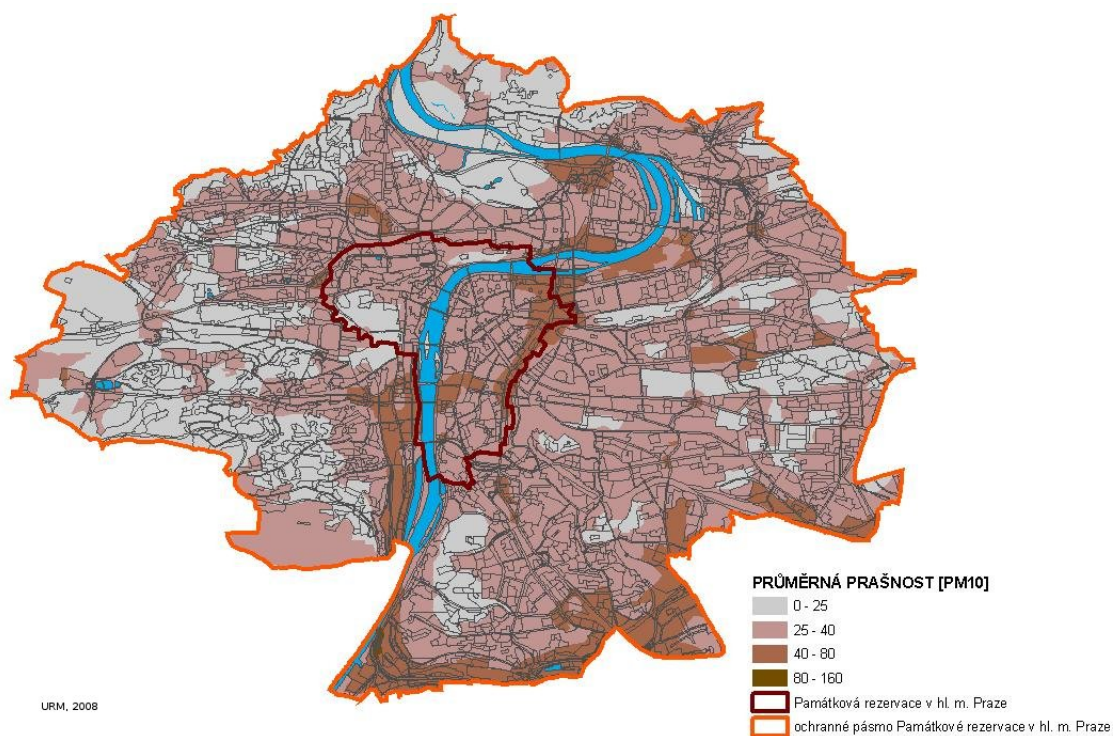 PRŮMĚRNÁ PRAŠNOST [PM10]
0 - 25
25 - 40
40 - 80
80 - 160
Památková rezervace v hl. m. Praze
ochranné pásmo Památkové rezervace v hl. m. Praze
URM, 2008